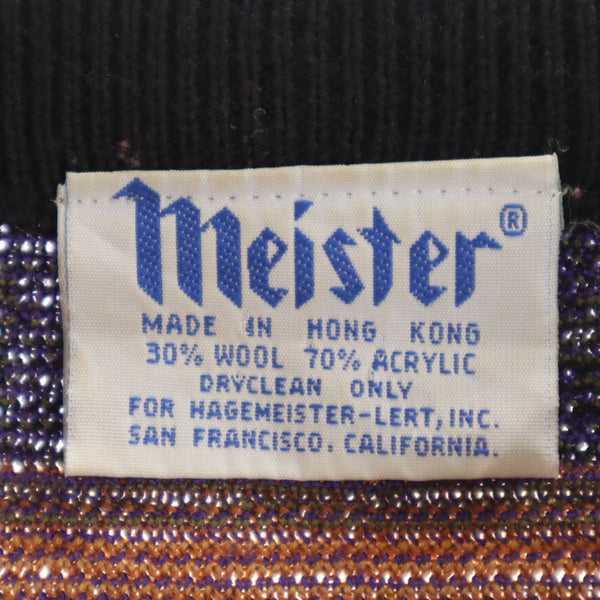 Meister®
MADE IN HONG KONG
30% WOOL 70% ACRYLIC
DRYCLEAN ONLY
FOR HAGEMEISTER-LERT, INC.
SAN FRANCISCO. CALIFORNIA.